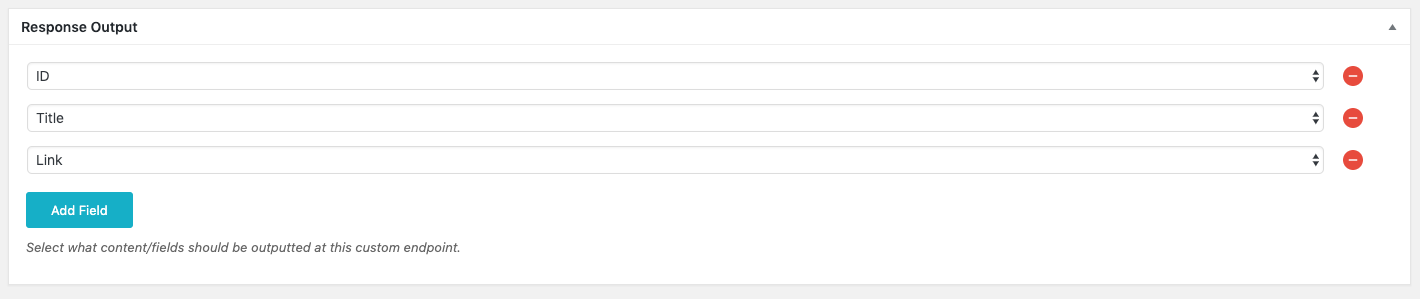 Response Output
ID
Title
Link
Add Field
Select what content/fields should be outputted at this custom endpoint.